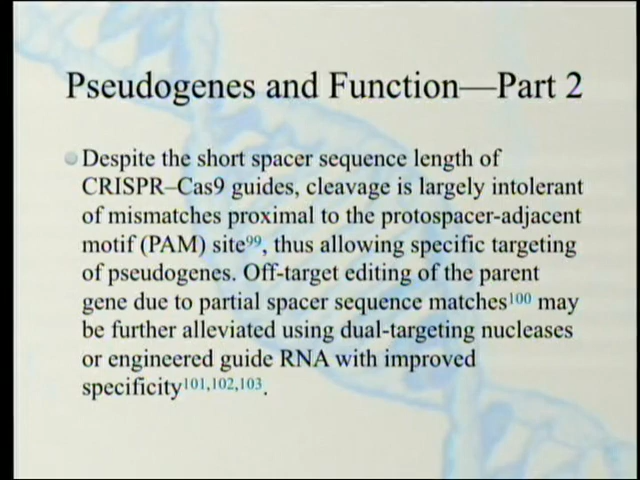 Pseudogenes and Function—Part 2
Despite the short spacer sequence length of
CRISPR–Cas9 guides, cleavage is largely intolerant
of mismatches proximal to the protospacer-adjacent
motif (PAM) site⁹⁹, thus allowing specific targeting
of pseudogenes. Off-target editing of the parent
gene due to partial spacer sequence matches¹⁰⁰ may
be further alleviated using dual-targeting nucleases
or engineered guide RNA with improved
specificity¹⁰¹,¹⁰²,¹⁰³.